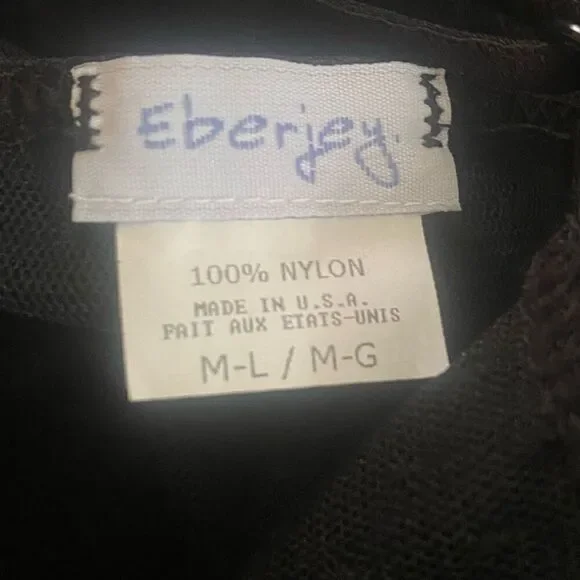 Eberjey.
100% NYLON
MADE IN U.S.A.
FAIT AUX ETATS-UNIS
M-L / M-G